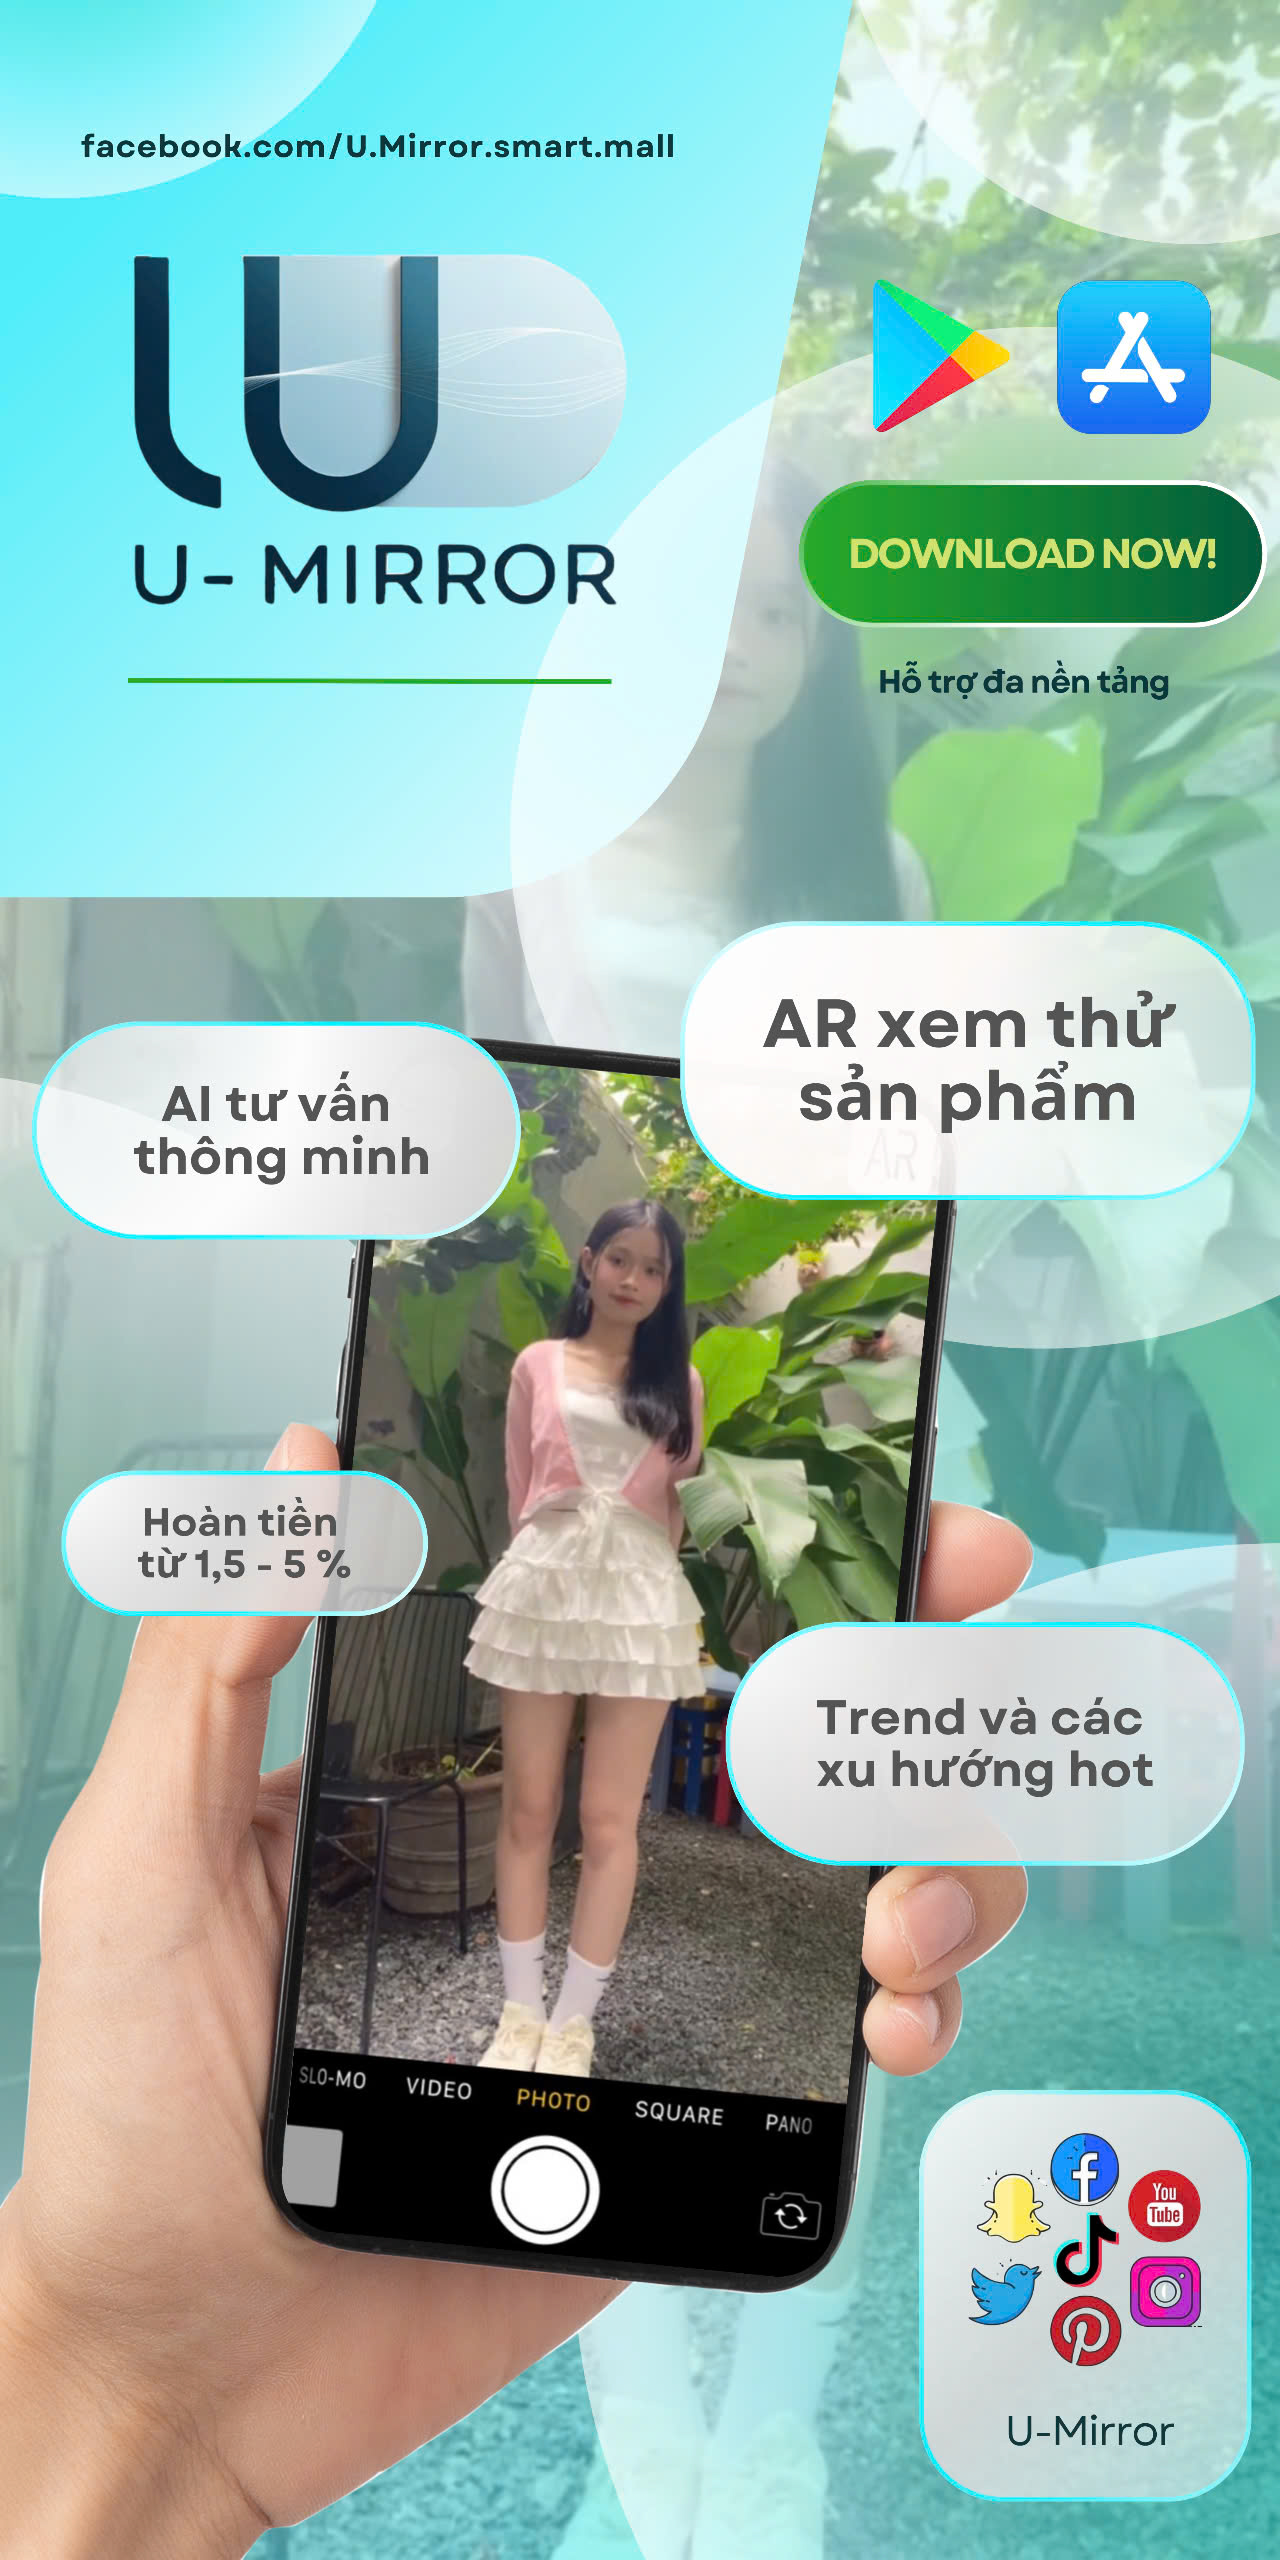 facebook.com/U.Mirror.smart.mall
U- MIRROR
DOWNLOAD NOW!
Hỗ trợ đa nền tảng
AR xem thử
sản phẩm
AR
AI tư vấn
thông minh
Hoàn tiền
từ 1,5 - 5 %
Trend và các
xu hướng hot
SLO-MO VIDEO PHOTO SQUARE PANO
You
Tube
U-Mirror